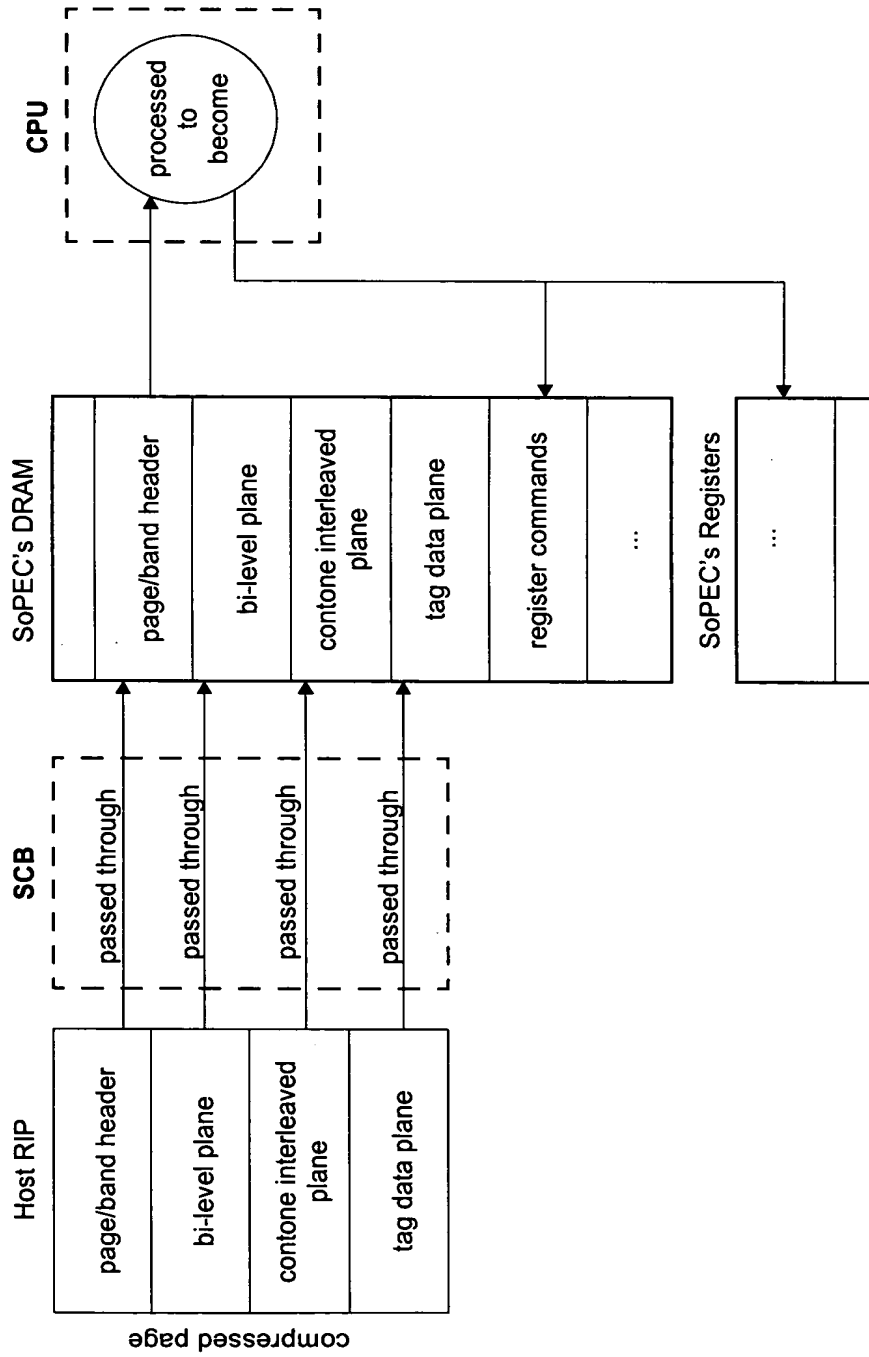 Host RIP
compressed page
page/band header
bi-level plane
contone interleaved
plane
tag data plane
SCB
passed through
passed through
passed through
passed through
SoPEC's DRAM
page/band header
bi-level plane
contone interleaved
plane
tag data plane
register commands
...
CPU
processed
to
become
SoPEC's Registers
...